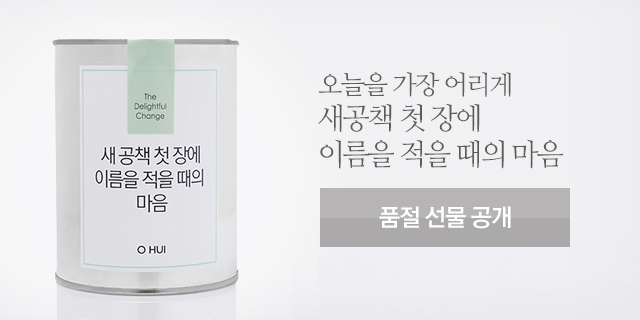 The
Delightful
Change
새 공책 첫 장에
이름을 적을 때의
마음
O HUI
오늘을 가장 어리게
새공책 첫 장에
이름을 적을 때의 마음
품절 선물 공개